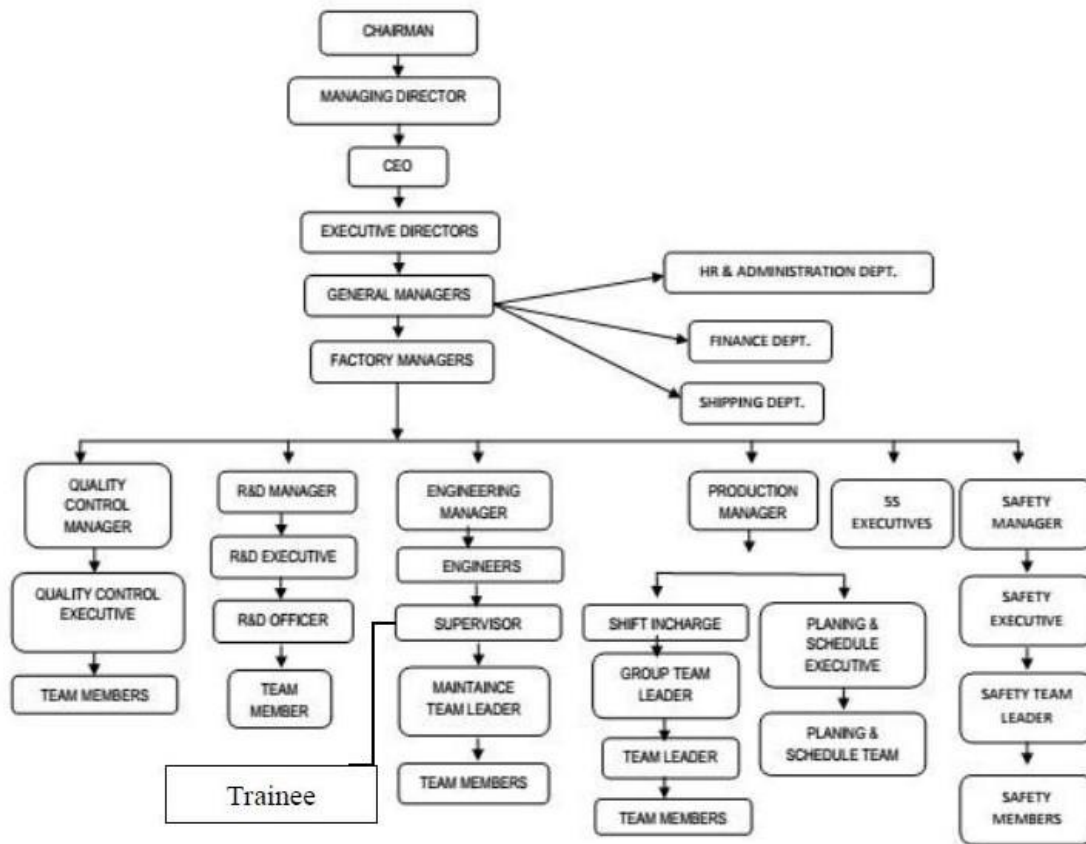 CHAIRMAN
MANAGING DIRECTOR
CEO
EXECUTIVE DIRECTORS
GENERAL MANAGERS
HR & ADMINISTRATION DEPT.
FINANCE DEPT.
FACTORY MANAGERS
SHIPPING DEPT.
QUALITY
CONTROL
MANAGER
QUALITY CONTROL
EXECUTIVE
TEAM MEMBERS
R&D MANAGER
R&D EXECUTIVE
R&D OFFICER
TEAM
MEMBER
ENGINEERING
MANAGER
ENGINEERS
SUPERVISOR
MAINTAINCE
TEAM LEADER
TEAM MEMBERS
Trainee
PRODUCTION
MANAGER
SHIFT INCHARGE
GROUP TEAM
LEADER
TEAM LEADER
TEAM MEMBERS
PLANING &
SCHEDULE
EXECUTIVE
PLANING &
SCHEDULE TEAM
5S
EXECUTIVES
SAFETY
MANAGER
SAFETY
EXECUTIVE
SAFETY TEAM
LEADER
SAFETY
MEMBERS